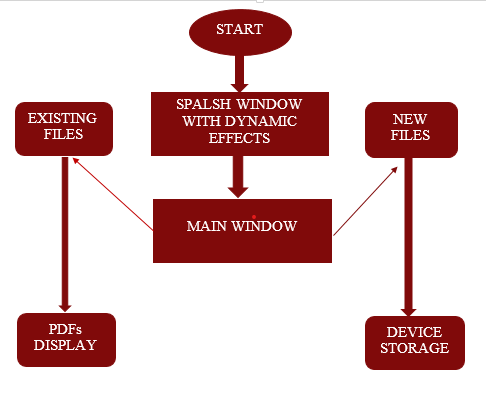 START
SPALSH WINDOW
WITH DYNAMIC
EFFECTS
EXISTING
FILES
NEW
FILES
MAIN WINDOW
PDFs
DISPLAY
DEVICE
STORAGE